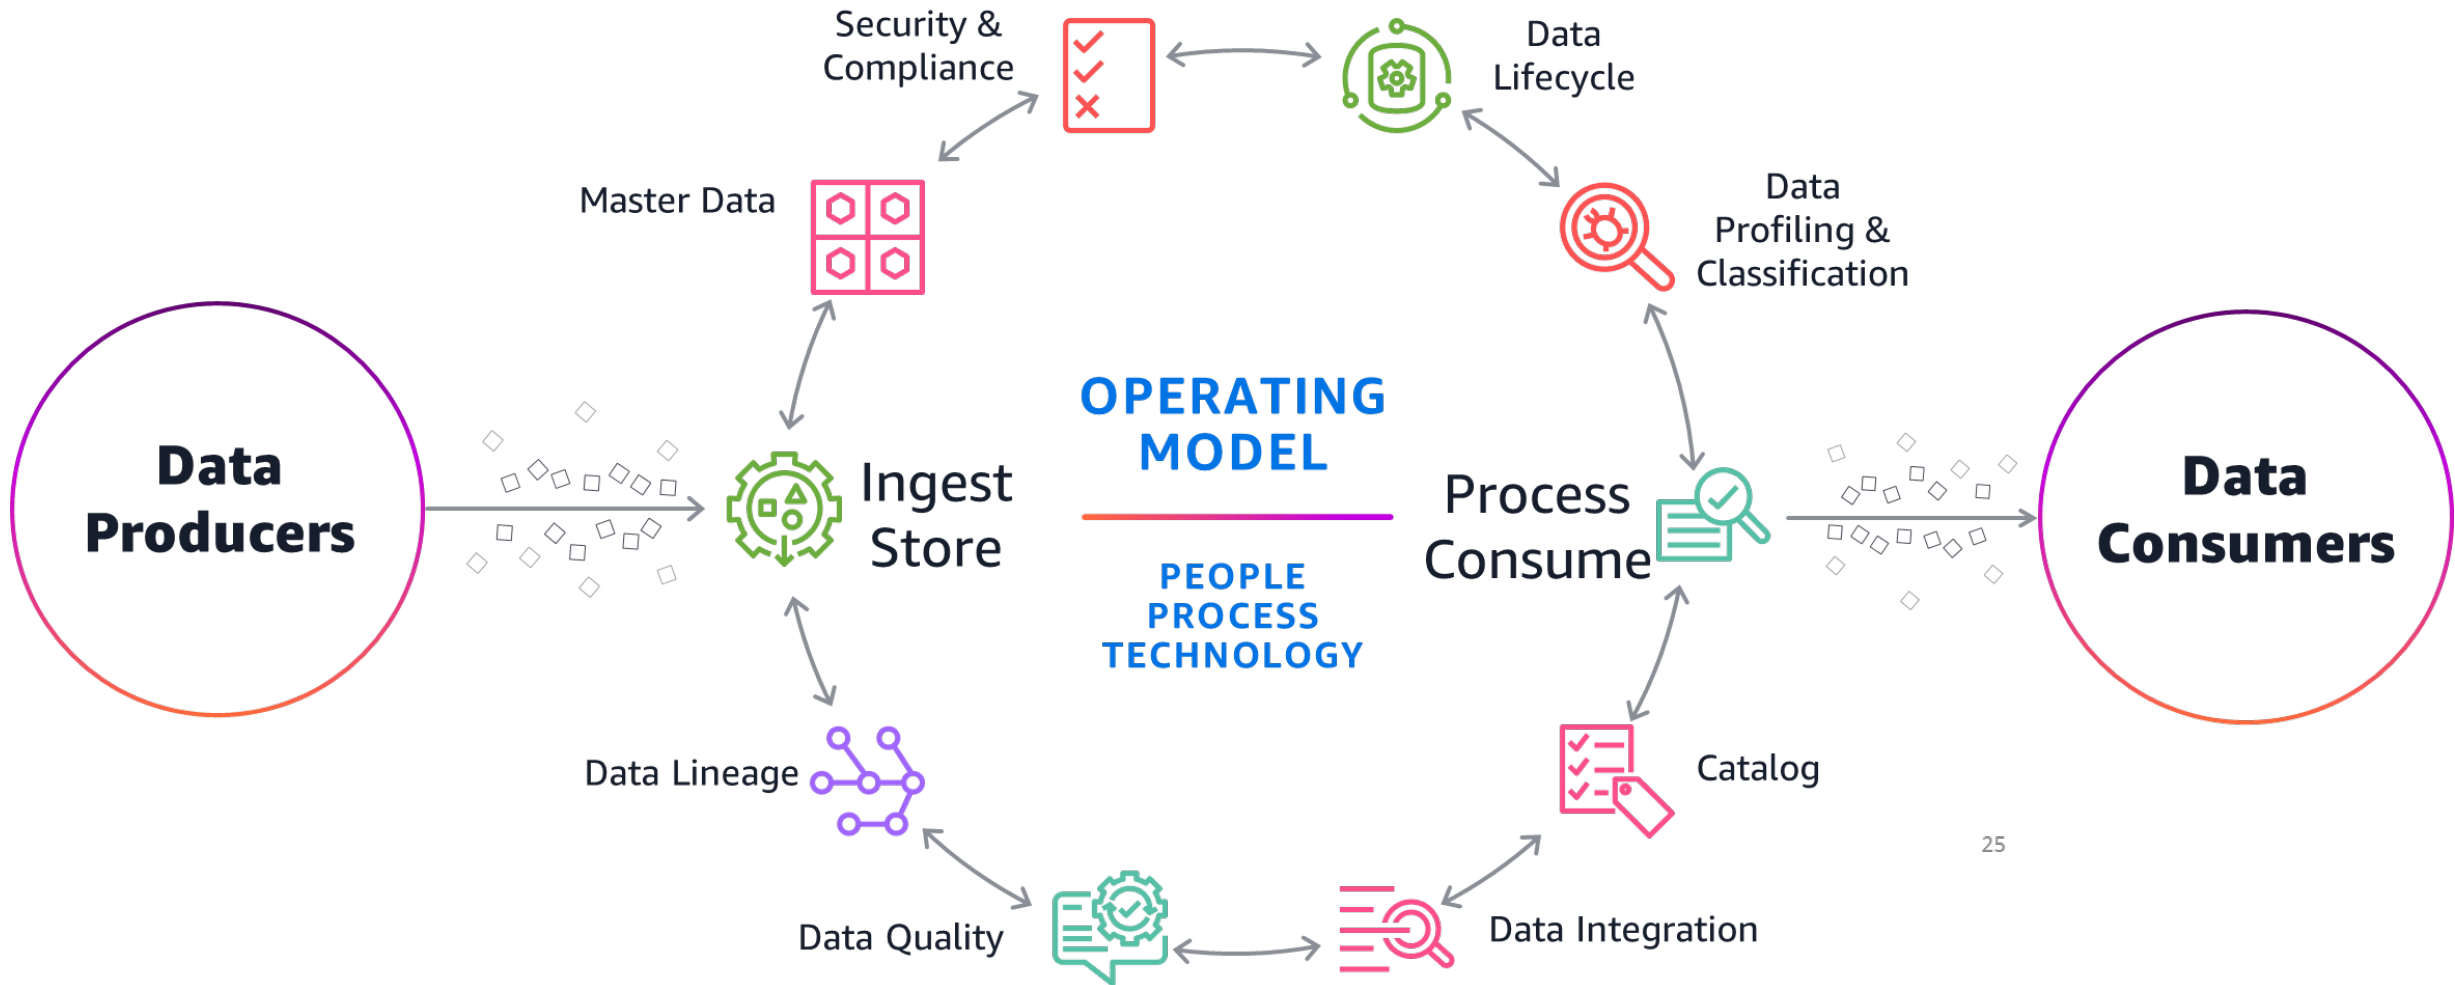 Security &
Compliance
Data
Lifecycle
Master Data
Data
Profiling &
Classification
Data
Producers
Ingest
Store
OPERATING
MODEL
PEOPLE
PROCESS
TECHNOLOGY
Process
Consume
Data
Consumers
Data Lineage
Catalog
25
Data Quality
Data Integration